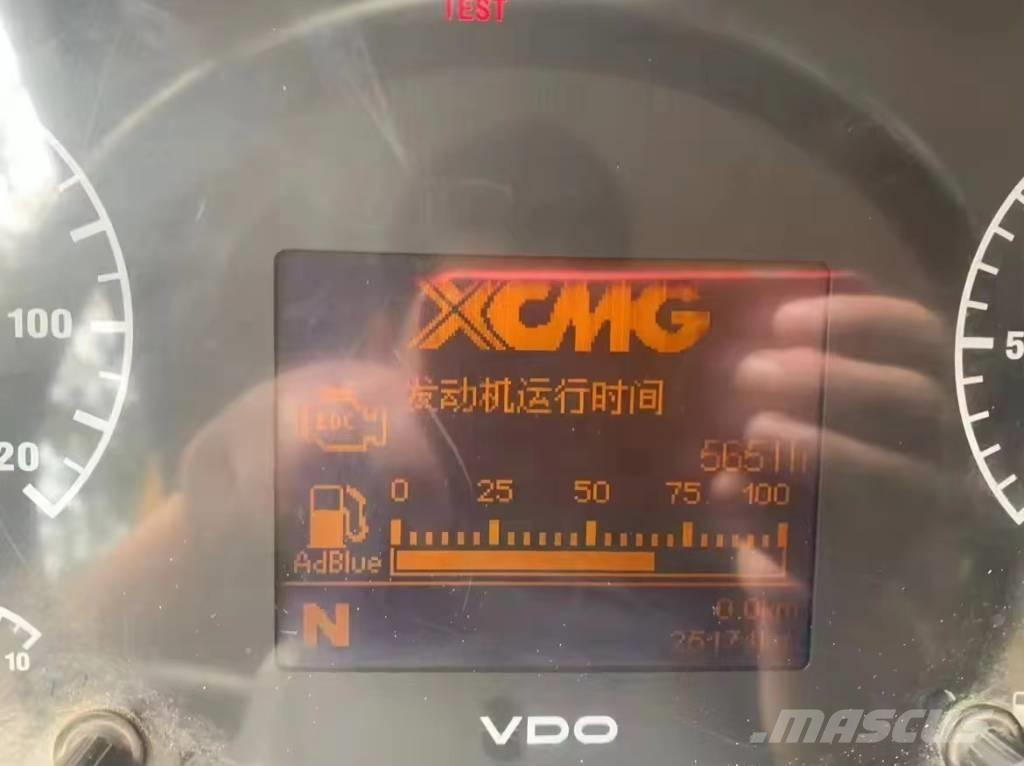 TEST
XCMG
发动机运行时间
EDC
100
20
0 25 50 75 100
AdBlue
N
0.0km
10
VDO
MASCUS